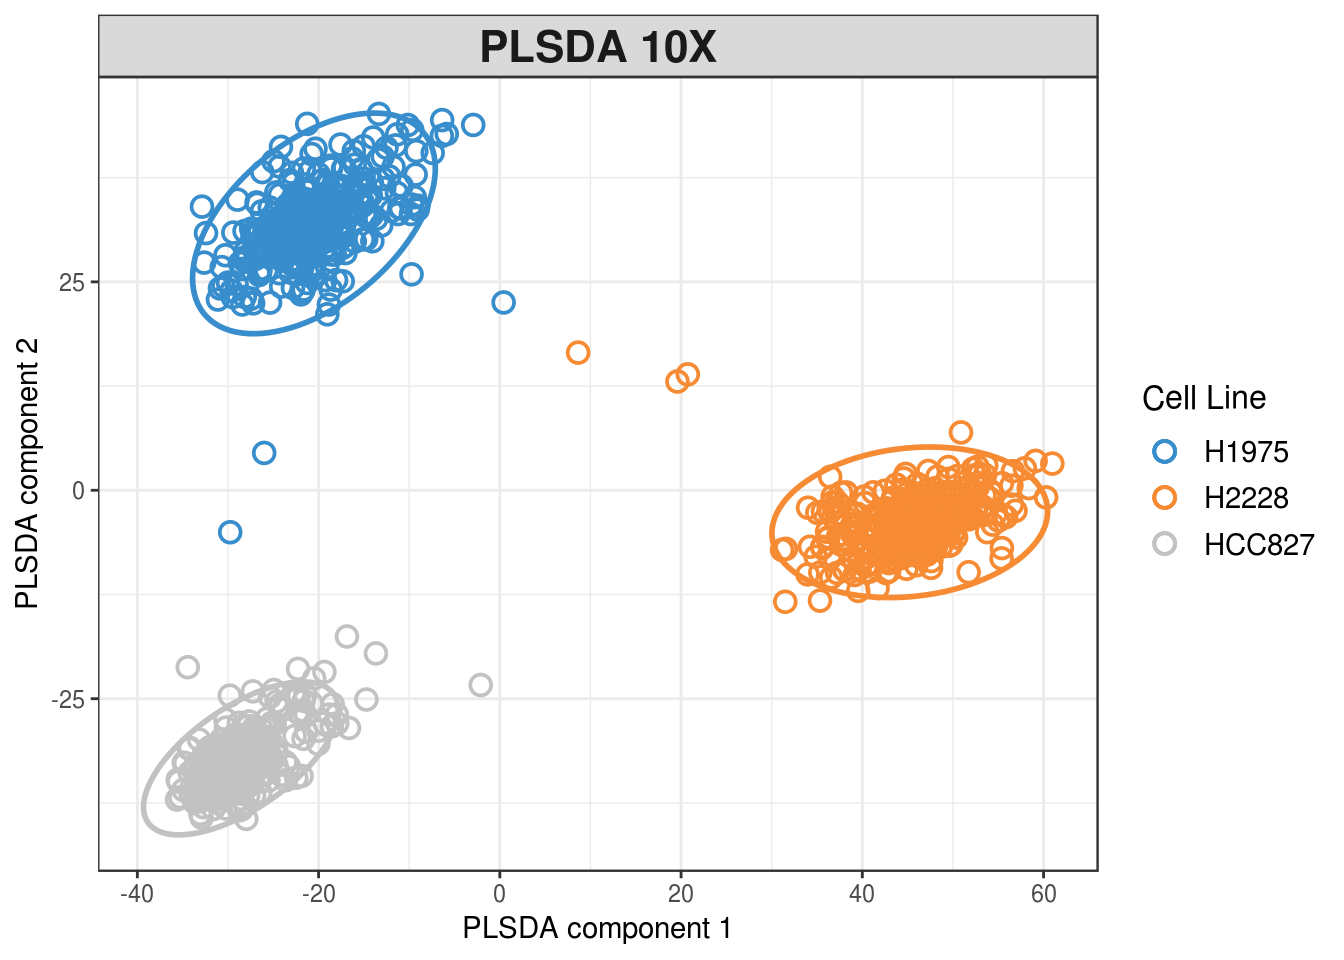 PLSDA 10X
PLSDA component 2
25
0
-25
-40
-20
0
20
40
60
PLSDA component 1
Cell Line
H1975
H2228
HCC827